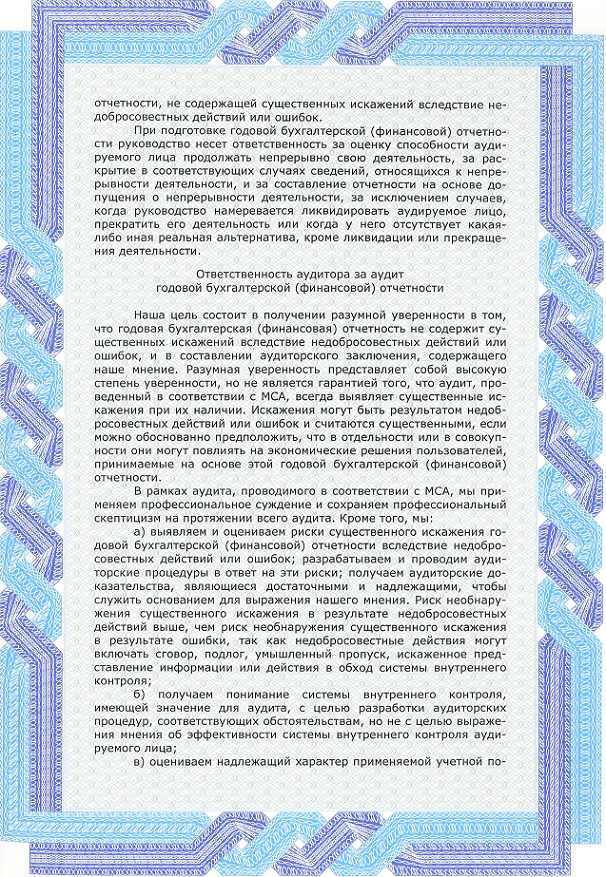 отчетности, не содержащей существенных искажений вследствие не-
добросовестных действий или ошибок.
При подготовке годовой бухгалтерской (финансовой) отчетно-
сти руководство несет ответственность за оценку способности ауди-
руемого лица продолжать непрерывно свою деятельность, за рас-
крытие в соответствующих случаях сведений, относящихся к непре-
рывности деятельности, и за составление отчетности на основе до-
пущения о непрерывности деятельности, за исключением случаев,
когда руководство намеревается ликвидировать аудируемое лицо,
прекратить его деятельность или когда у него отсутствует какая-
либо иная реальная альтернатива, кроме ликвидации или прекраще-
ния деятельности.
Ответственность аудитора за аудит
годовой бухгалтерской (финансовой) отчетности
Наша цель состоит в получении разумной уверенности в том,
что годовая бухгалтерская (финансовая) отчетность не содержит су-
щественных искажений вследствие недобросовестных действий или
ошибок, и в составлении аудиторского заключения, содержащего
наше мнение. Разумная уверенность представляет собой высокую
степень уверенности, но не является гарантией того, что аудит, про-
веденный в соответствии с МСА, всегда выявляет существенные ис-
кажения при их наличии. Искажения могут быть результатом недоб-
росовестных действий или ошибок и считаются существенными, если
можно обоснованно предположить, что в отдельности или в совокуп-
ности они могут повлиять на экономические решения пользователей,
принимаемые на основе этой годовой бухгалтерской (финансовой)
отчетности.
В рамках аудита, проводимого в соответствии с МСА, мы при-
меняем профессиональное суждение и сохраняем профессиональный
скептицизм на протяжении всего аудита. Кроме того, мы:
а) выявляем и оцениваем риски существенного искажения го-
довой бухгалтерской (финансовой) отчетности вследствие недобро-
совестных действий или ошибок; разрабатываем и проводим ауди-
торские процедуры в ответ на эти риски; получаем аудиторские до-
казательства, являющиеся достаточными и надлежащими, чтобы
служить основанием для выражения нашего мнения. Риск необнару-
жения существенного искажения в результате недобросовестных
действий выше, чем риск необнаружения существенного искажения
в результате ошибки, так как недобросовестные действия могут
включать сговор, подлог, умышленный пропуск, искаженное пред-
ставление информации или действия в обход системы внутреннего
контроля;
б) получаем понимание системы внутреннего контроля,
имеющей значение для аудита, с целью разработки аудиторских
процедур, соответствующих обстоятельствам, но не с целью выраже-
ния мнения об эффективности системы внутреннего контроля ауди-
руемого лица;
в) оцениваем надлежащий характер применяемой учетной по-